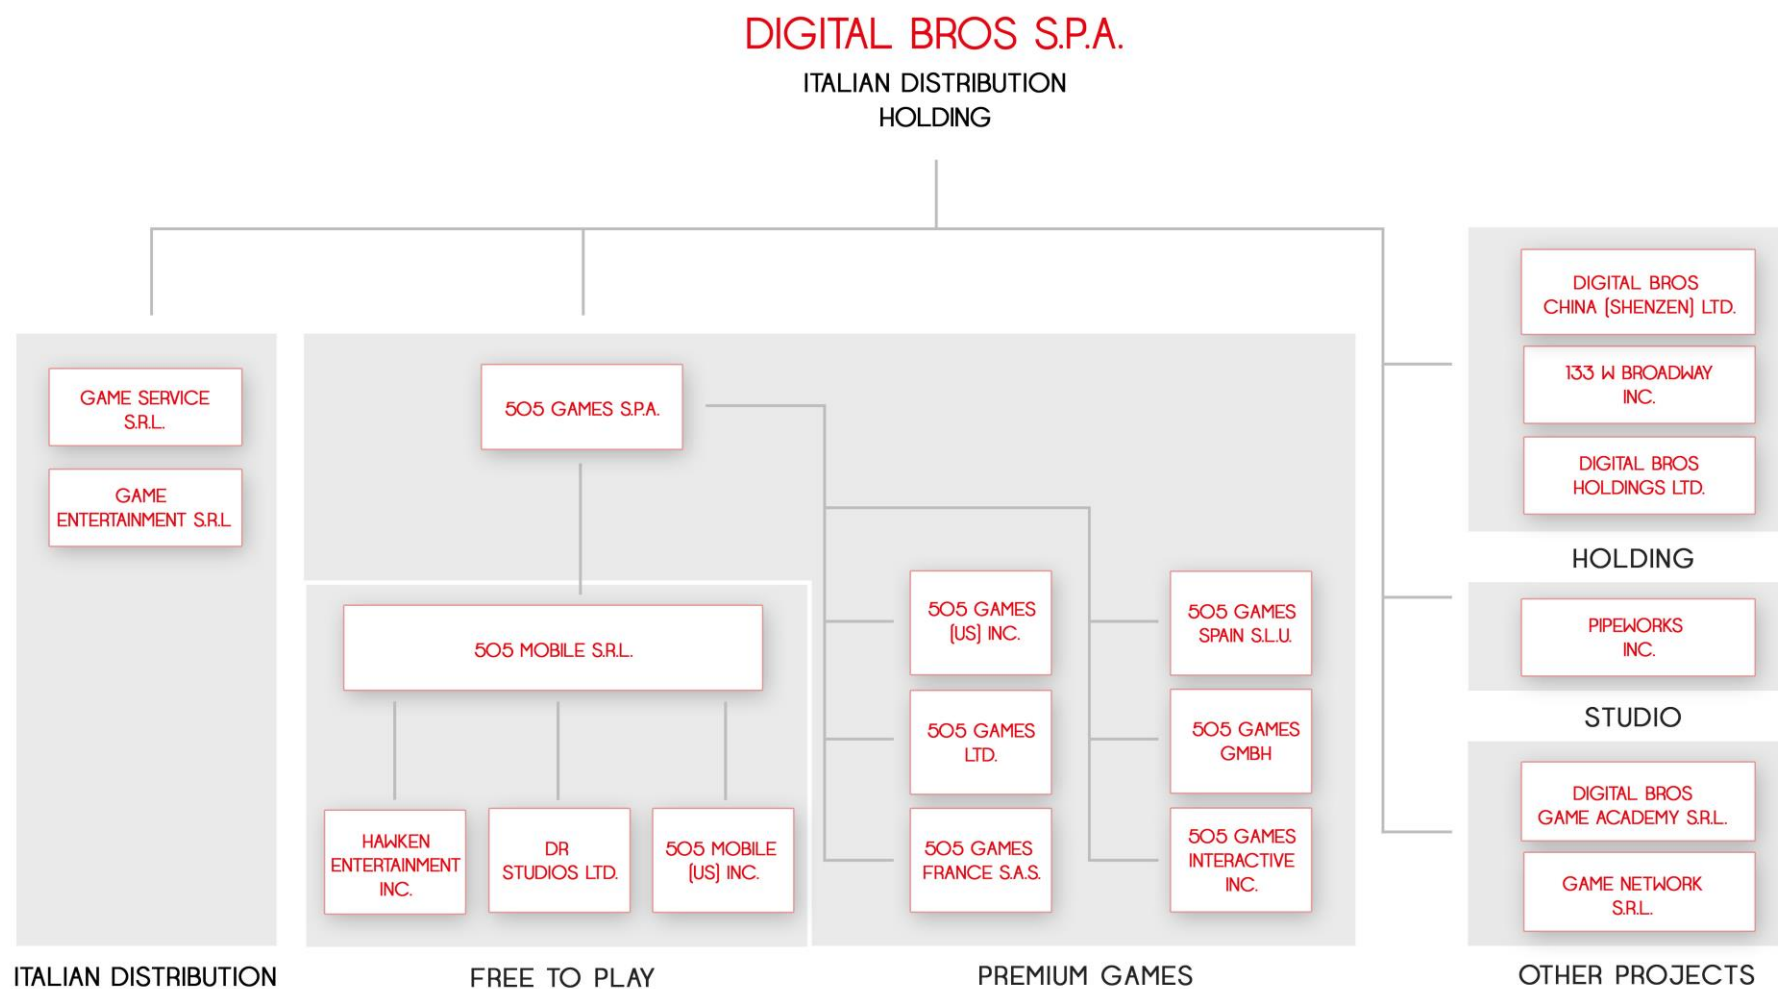 DIGITAL BROS S.P.A.
ITALIAN DISTRIBUTION
HOLDING
GAME SERVICE
S.R.L.
GAME
ENTERTAINMENT S.R.L
ITALIAN DISTRIBUTION
505 GAMES S.P.A.
505 MOBILE S.R.L.
HAWKEN
ENTERTAINMENT
INC.
DR
STUDIOS LTD.
505 MOBILE
(US) INC.
FREE TO PLAY
505 GAMES
(US) INC.
505 GAMES
LTD.
505 GAMES
FRANCE S.A.S.
505 GAMES
SPAIN S.L.U.
505 GAMES
GMBH
505 GAMES
INTERACTIVE
INC.
PREMIUM GAMES
DIGITAL BROS
CHINA (SHENZEN) LTD.
133 W BROADWAY
INC.
DIGITAL BROS
HOLDINGS LTD.
HOLDING
PIPEWORKS
INC.
STUDIO
DIGITAL BROS
GAME ACADEMY S.R.L.
GAME NETWORK
S.R.L.
OTHER PROJECTS